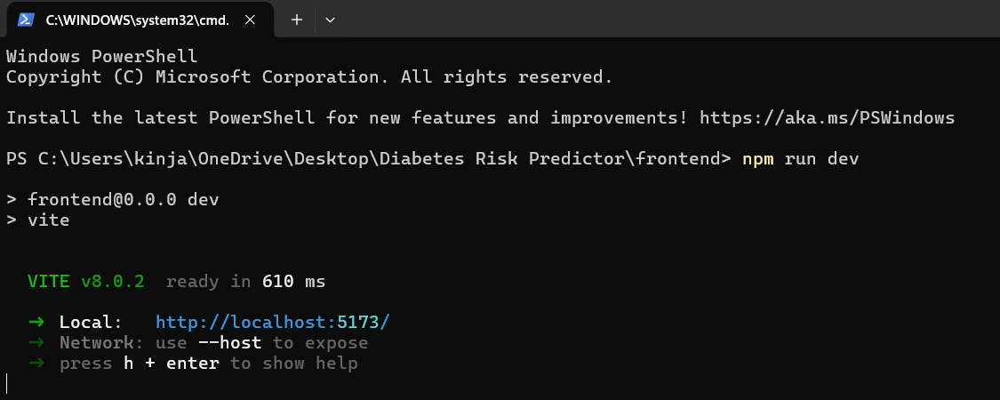 C:\WINDOWS\system32\cmd.
Windows PowerShell
Copyright (C) Microsoft Corporation. All rights reserved.
Install the latest PowerShell for new features and improvements! https://aka.ms/PSWindows
PS C:\Users\kinja\OneDrive\Desktop\Diabetes Risk Predictor\frontend> npm run dev
> frontend@0.0.0 dev
> vite
VITE v8.0.2  ready in 610 ms
➜  Local:   http://localhost:5173/
➜  Network: use --host to expose
➜  press h + enter to show help